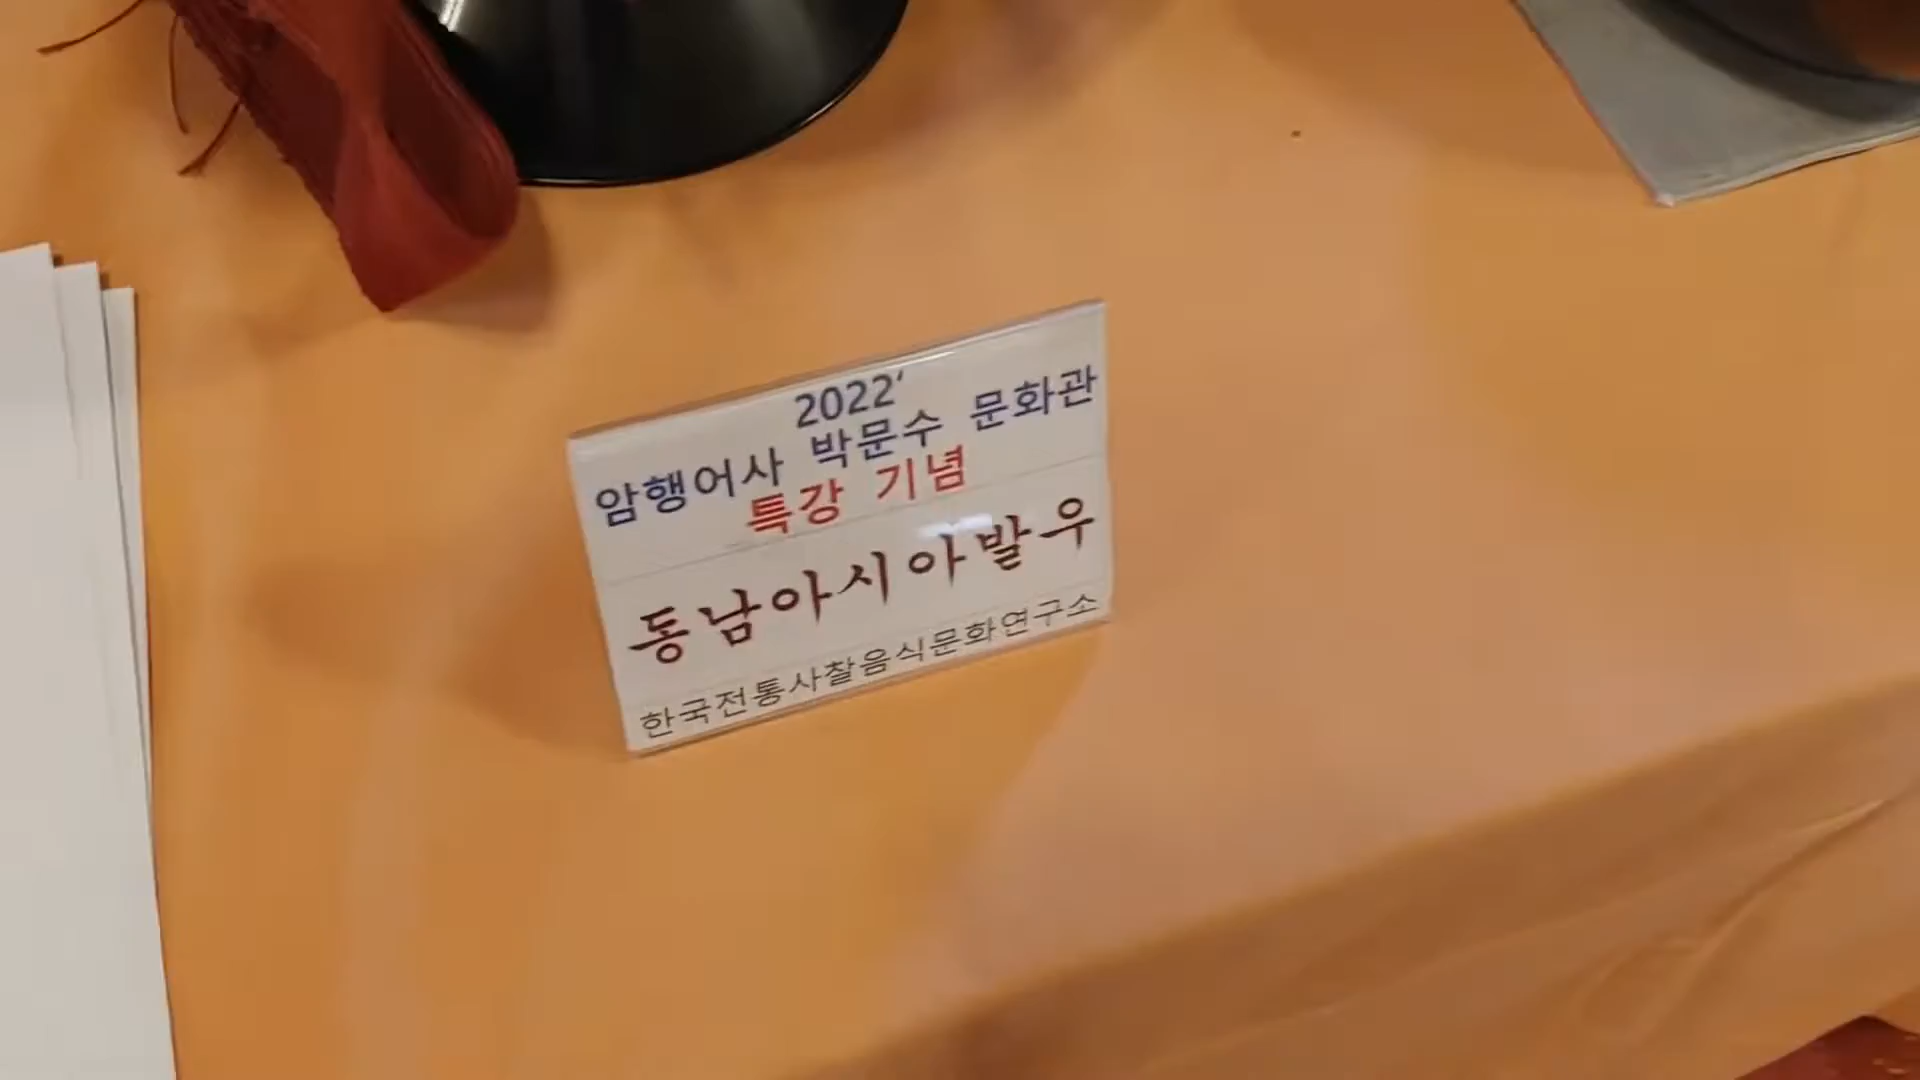 2022‘
암행어사 박문수 문화관
특강 기념
동남아시아발우
한국전통사찰음식문화연구소